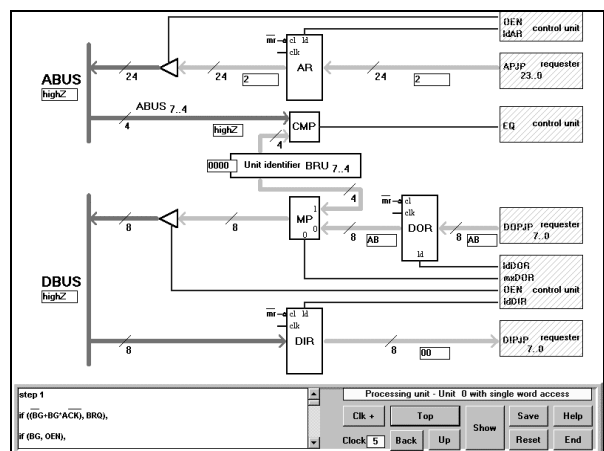 OEN
ldAR
control unit
mr
cl
ld
clk
AR
24
24
2
24
2
APJP requester
23..0
ABUS
highZ
ABUS 7..4
4
highZ
CMP
4
EQ control unit
0000
Unit identifier BRU 7..4
4
MP
1
0
0
8
8
8
AB
mr
cl
clk
DOR
ld
8
AB
DOPJP requester
7..0
DBUS
highZ
ldDOR
mxDOR
OEN control unit
ldDIR
mr
cl
ld
clk
DIR
8
8
00
DIPJP requester
7..0
step 1
if ((BG+BG*ACK), BRQ),
if (BG, OEN),
Processing unit - Unit 0 with single word access
Clk +
Top
Show
Save
Help
Clock
5
Back
Up
Reset
End